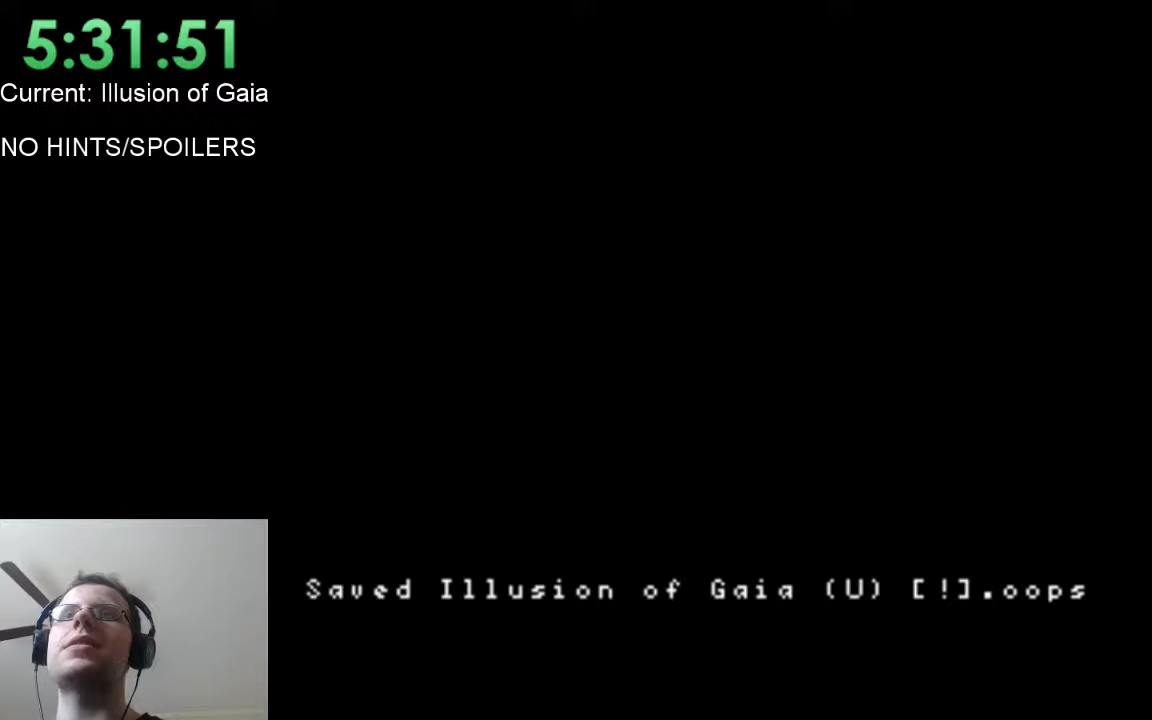 5:31:51
Current: Illusion of Gaia
NO HINTS/SPOILERS
Saved Illusion of Gaia (U) [!].oops